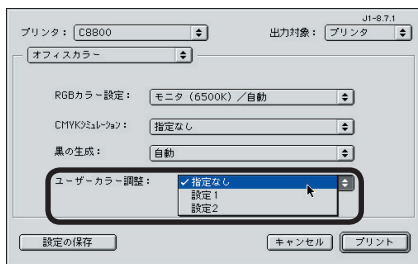 J1-8.7.1
プリンタ： C8800 出力対象： プリンタ
オフィスカラー
RGBカラー設定： モニタ（6500K）／自動
CMYKｼﾐｭﾚｰｼｮﾝ： 指定なし
黒の生成： 自動
ユーザーカラー調整： ✓指定なし
設定1
設定2
設定の保存 キャンセル プリント